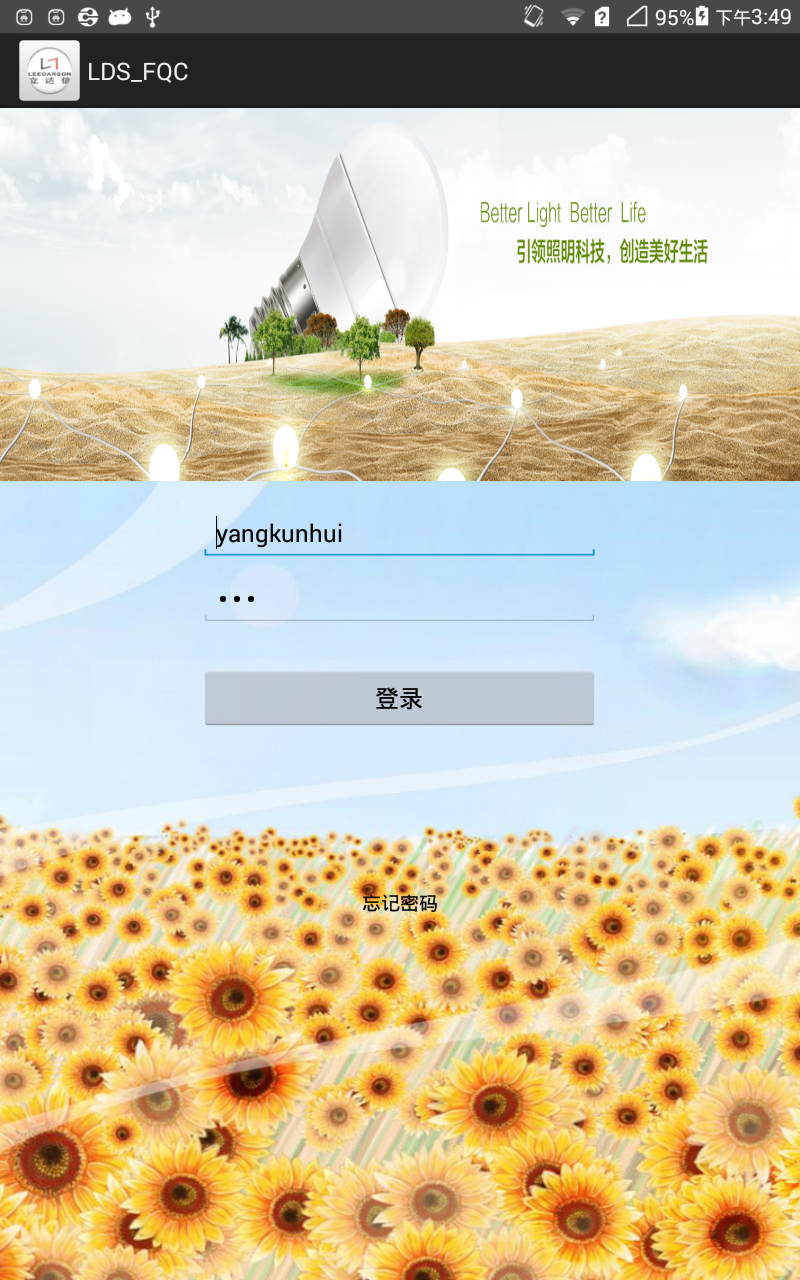 95% 下午3:49
LEEDARSON
立达信
LDS_FQC
Better Light Better Life
引领照明科技，创造美好生活
yangkunhui
登录
忘记密码